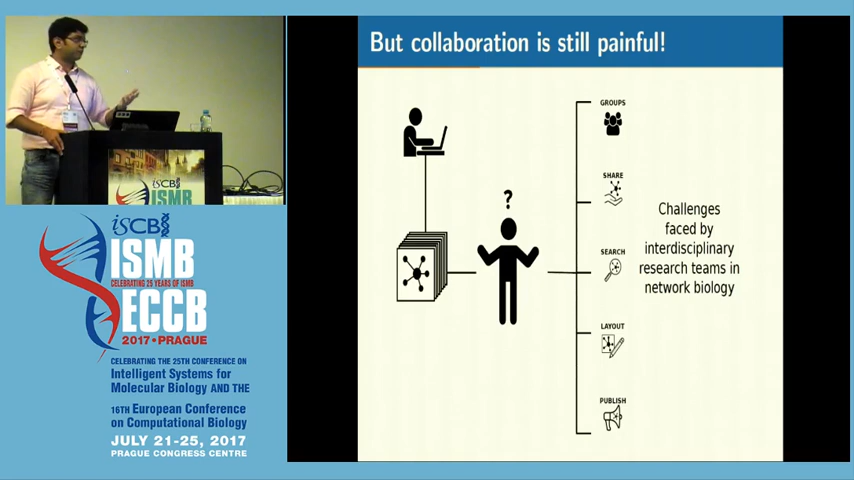 But collaboration is still painful!
GROUPS
SHARE
?
SEARCH
LAYOUT
PUBLISH
Challenges
faced by
interdisciplinary
research teams in
network biology
iSCB
ISMB
iSCB
ISMB
CELEBRATING 25 YEARS OF ISMB
ECCB
2017 • PRAGUE
CELEBRATING THE 25TH CONFERENCE ON
Intelligent Systems for
Molecular Biology AND THE
16TH European Conference
on Computational Biology
JULY 21-25, 2017
PRAGUE CONGRESS CENTRE